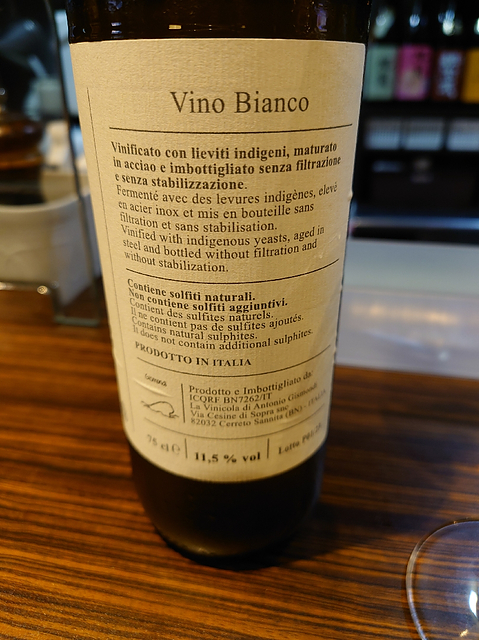 Vino Bianco
Vinificato con lieviti indigeni, maturato
in acciao e imbottigliato senza filtrazione
e senza stabilizzazione.
Fermenté avec des levures indigènes, elevé
en acier inox et mis en bouteille sans
filtration et sans stabilisation.
Vinified with indigenous yeasts, aged in
steel and bottled without filtration and
without stabilization.
Contiene solfiti naturali.
Non contiene solfiti aggiuntivi.
Contient des sulfites naturels.
Il ne contient pas de sulfites ajoutés.
Contains natural sulphites.
It does not contain additional sulphites.
PRODOTTO IN ITALIA
Prodotto e Imbottigliato da:
ICQRF BN7262/IT
La Vinicola di Antonio Gismondi
Via Cesine di Sopra snc
82032 Cerreto Sannita (BN) - ITALIA
75 cl e
11,5 % vol
Lotto